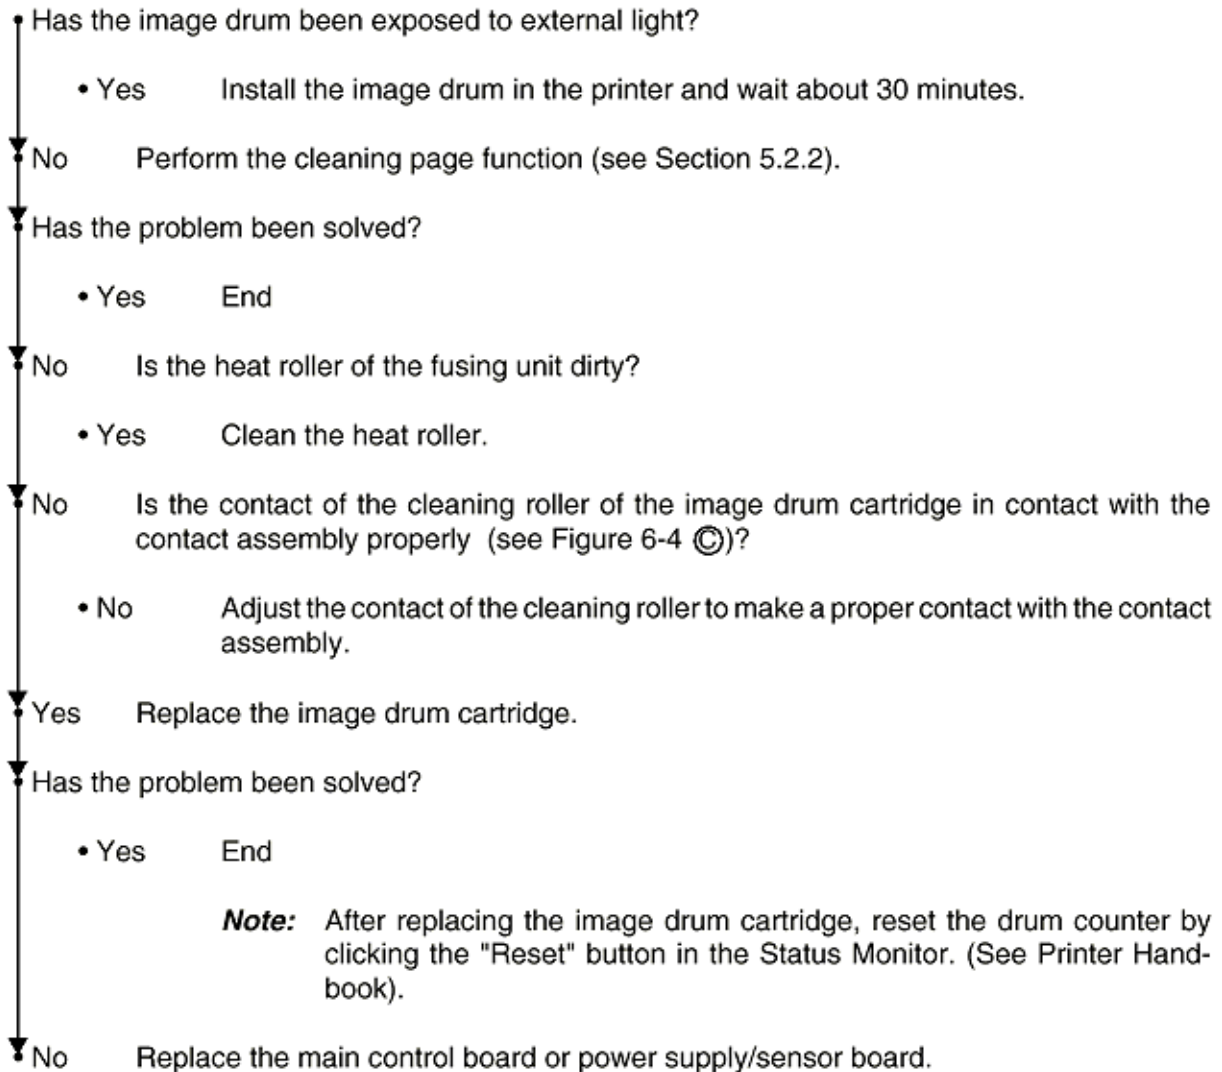 Has the image drum been exposed to external light?
• Yes Install the image drum in the printer and wait about 30 minutes.
No Perform the cleaning page function (see Section 5.2.2).
Has the problem been solved?
• Yes End
No Is the heat roller of the fusing unit dirty?
• Yes Clean the heat roller.
No Is the contact of the cleaning roller of the image drum cartridge in contact with the
contact assembly properly (see Figure 6-4 Ⓒ)?
• No Adjust the contact of the cleaning roller to make a proper contact with the contact
assembly.
Yes Replace the image drum cartridge.
Has the problem been solved?
• Yes End
Note: After replacing the image drum cartridge, reset the drum counter by
clicking the "Reset" button in the Status Monitor. (See Printer Hand-
book).
No Replace the main control board or power supply/sensor board.